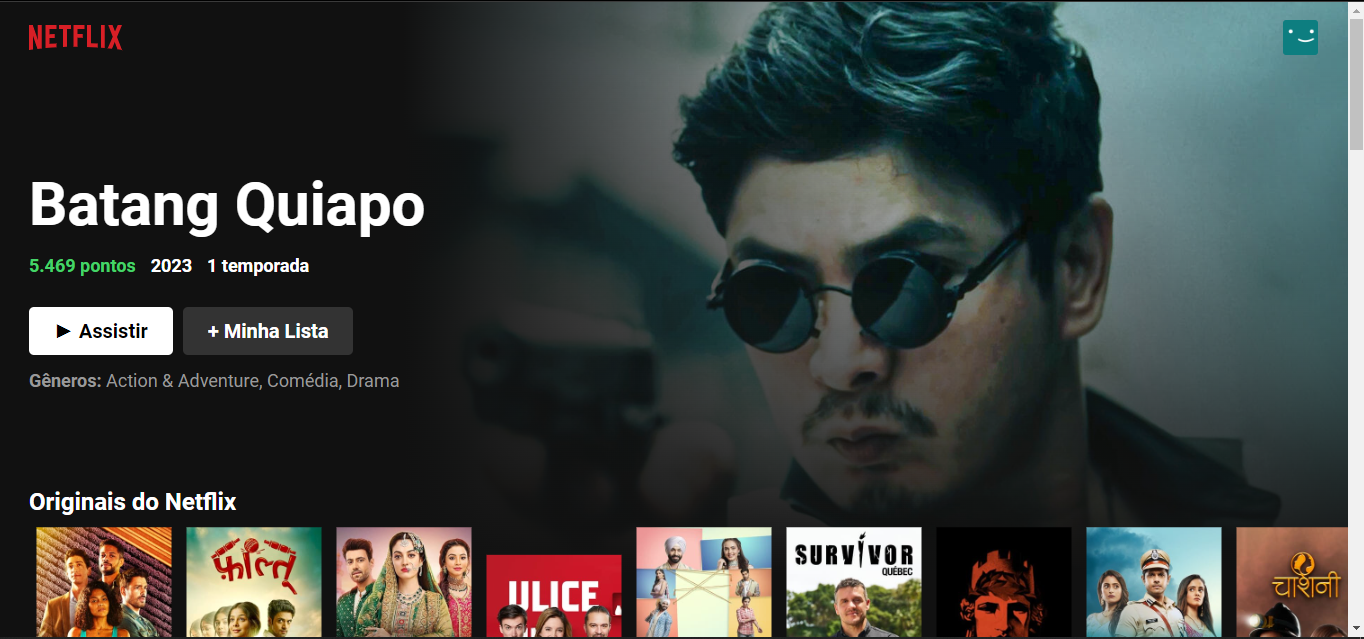 NETFLIX
Batang Quiapo
5.469 pontos 2023 1 temporada
► Assistir
+ Minha Lista
Gêneros: Action & Adventure, Comédia, Drama
Originais do Netflix
फ़ाल्तू
ULICE
SURVIVOR
QUÉBEC
चाशनी